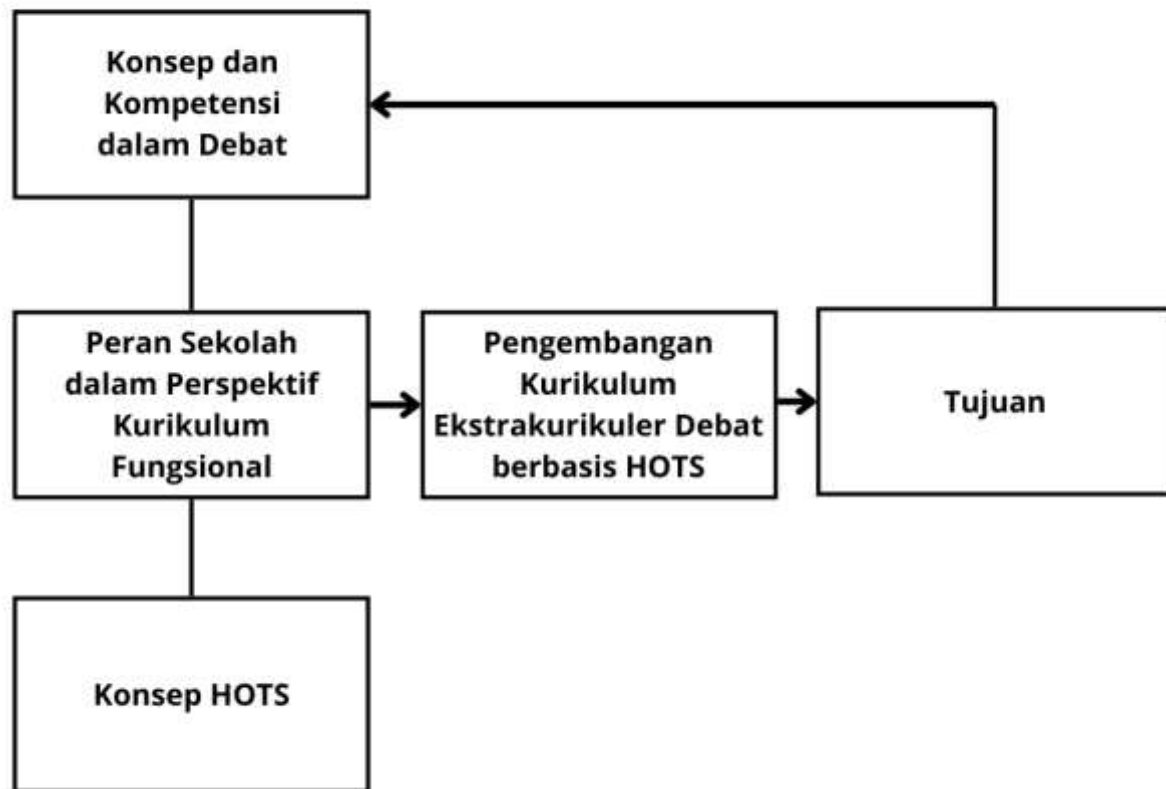 Konsep dan
Kompetensi
dalam Debat
Peran Sekolah
dalam Perspektif
Kurikulum
Fungsional
Pengembangan
Kurikulum
Ekstrakurikuler Debat
berbasis HOTS
Tujuan
Konsep HOTS